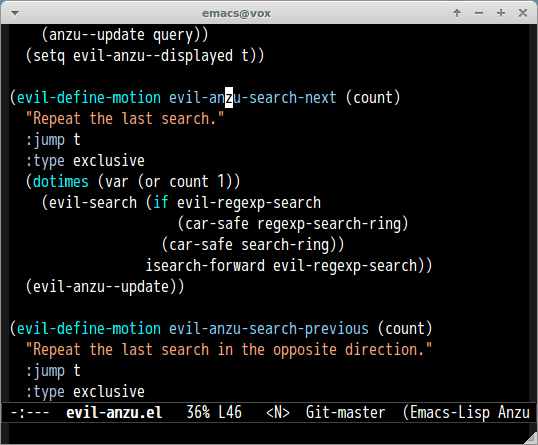 emacs@vox
(anzu--update query))
(setq evil-anzu--displayed t))
(evil-define-motion evil-anzu-search-next (count)
"Repeat the last search."
:jump t
:type exclusive
(dotimes (var (or count 1))
(evil-search (if evil-regexp-search
(car-safe regexp-search-ring)
(car-safe search-ring))
isearch-forward evil-regexp-search))
(evil-anzu--update))
(evil-define-motion evil-anzu-search-previous (count)
"Repeat the last search in the opposite direction."
:jump t
:type exclusive
-:--- evil-anzu.el 36% L46 <N> Git-master (Emacs-Lisp Anzu